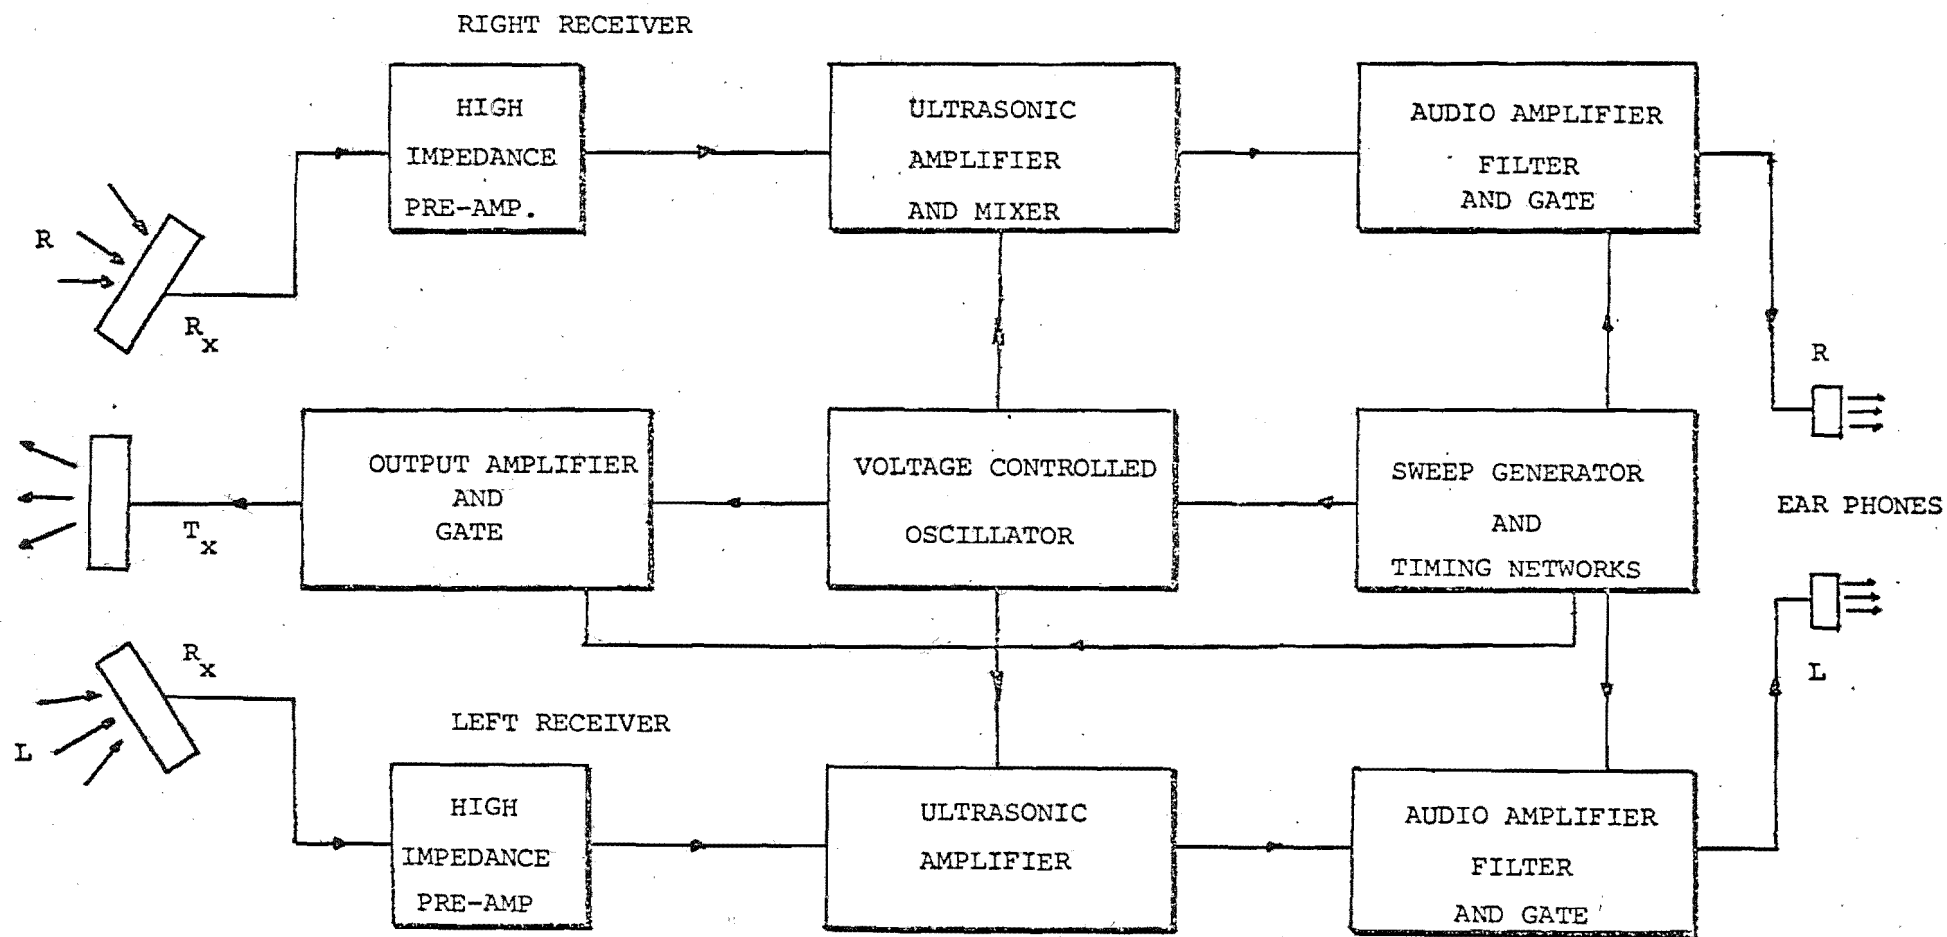 RIGHT RECEIVER
HIGH
IMPEDANCE
PRE-AMP.
ULTRASONIC
AMPLIFIER
AND MIXER
AUDIO AMPLIFIER
FILTER
AND GATE
R
Rx
R
OUTPUT AMPLIFIER
AND
GATE
Tx
VOLTAGE CONTROLLED
OSCILLATOR
SWEEP GENERATOR
AND
TIMING NETWORKS
EAR PHONES
Rx
L
L
LEFT RECEIVER
HIGH
IMPEDANCE
PRE-AMP
ULTRASONIC
AMPLIFIER
AUDIO AMPLIFIER
FILTER
AND GATE